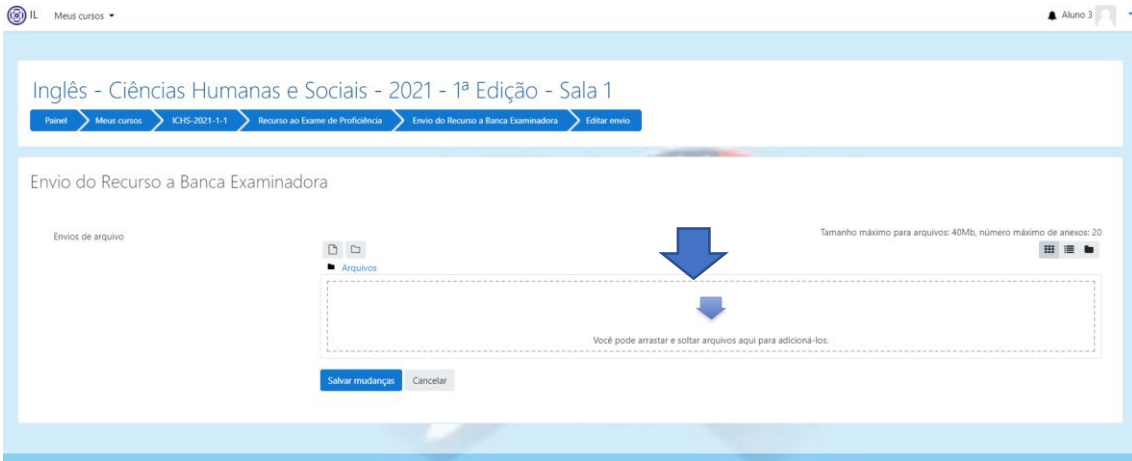 IL Meus cursos Aluno 3
Inglês - Ciências Humanas e Sociais - 2021 - 1ª Edição - Sala 1
Painel Meus cursos ICHS-2021-1-1 Recurso ao Exame de Proficiência Envio do Recurso a Banca Examinadora Editar envio
Envio do Recurso a Banca Examinadora
Envios de arquivo
Tamanho máximo para arquivos: 40Mb, número máximo de anexos: 20
Arquivos
Você pode arrastar e soltar arquivos aqui para adicioná-los.
Salvar mudanças Cancelar